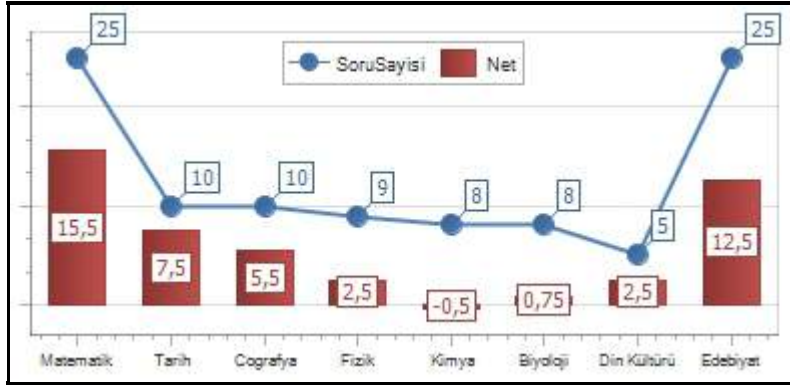 25
25
SoruSayisi
Net
10
10
9
8
8
5
15,5
7,5
5,5
2,5
-0,5
0,75
2,5
12,5
Matematik
Tarih
Cografya
Fizik
Kimya
Biyoloji
Din Kültürü
Edebiyat